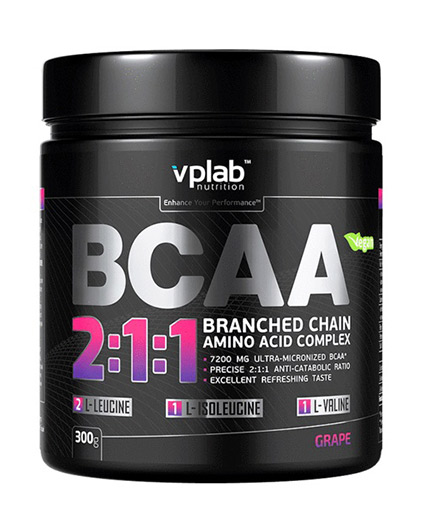 vplab™
nutrition
Enhance Your Performance™
BCAA
vegan
2:1:1
BRANCHED CHAIN
AMINO ACID COMPLEX
• 7200 MG ULTRA-MICRONIZED BCAA*
• PRECISE 2:1:1 ANTI-CATABOLIC RATIO
• EXCELLENT REFRESHING TASTE
2 L-LEUCINE 1 L-ISOLEUCINE 1 L-VALINE
300g
GRAPE